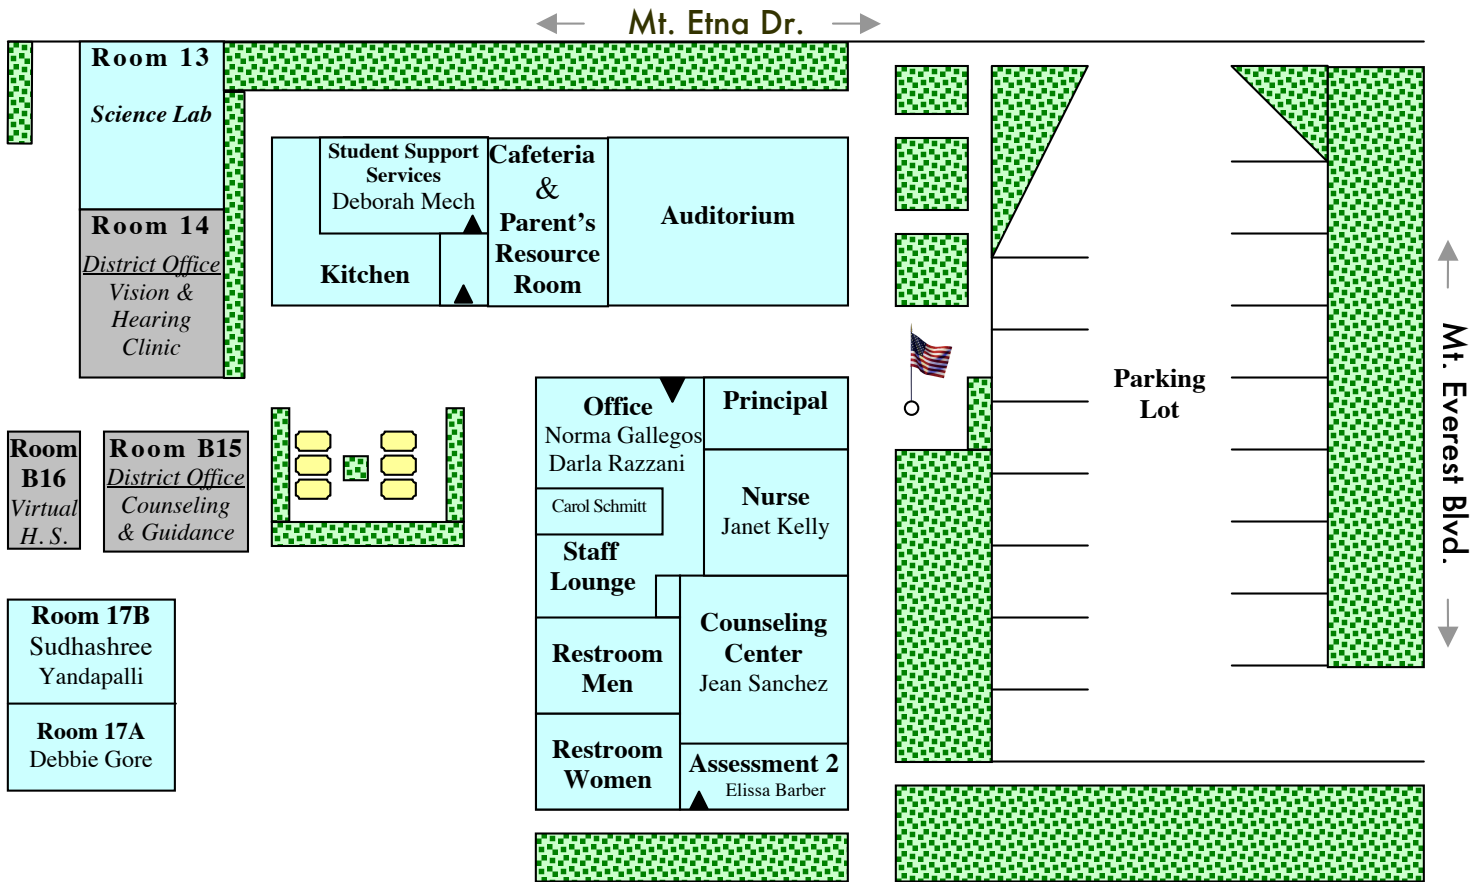 Mt. Etna Dr.
Room 13
Science Lab
Room 14
District Office
Vision &
Hearing
Clinic
Student Support
Services
Deborah Mech
Kitchen
Cafeteria
&
Parent's
Resource
Room
Auditorium
Room
B16
Virtual
H. S.
Room B15
District Office
Counseling
& Guidance
Room 17B
Sudhashree
Yandapalli
Room 17A
Debbie Gore
Office
Norma Gallegos
Darla Razzani
Carol Schmitt
Staff
Lounge
Restroom
Men
Restroom
Women
Principal
Nurse
Janet Kelly
Counseling
Center
Jean Sanchez
Assessment 2
Elissa Barber
Parking
Lot
Mt. Everest Blvd.